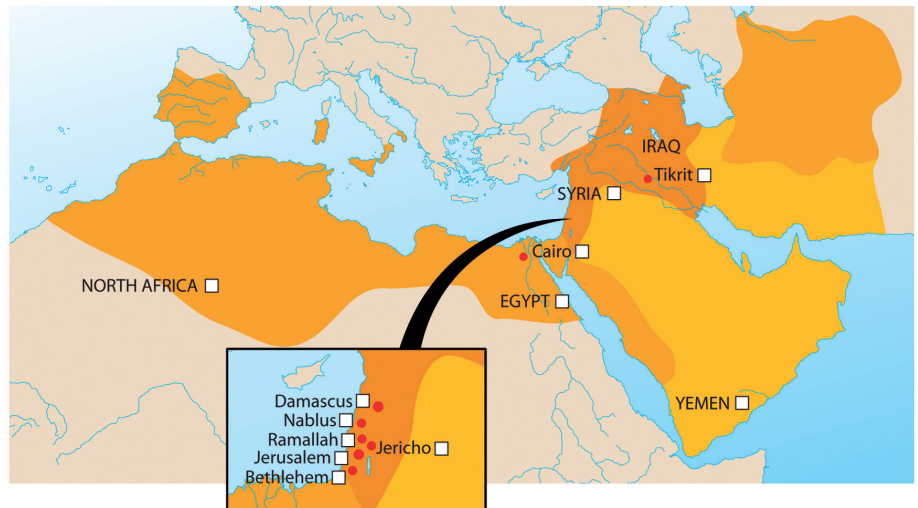 IRAQ
Tikrit
SYRIA
Cairo
NORTH AFRICA
EGYPT
YEMEN
Damascus
Nablus
Ramallah
Jericho
Jerusalem
Bethlehem